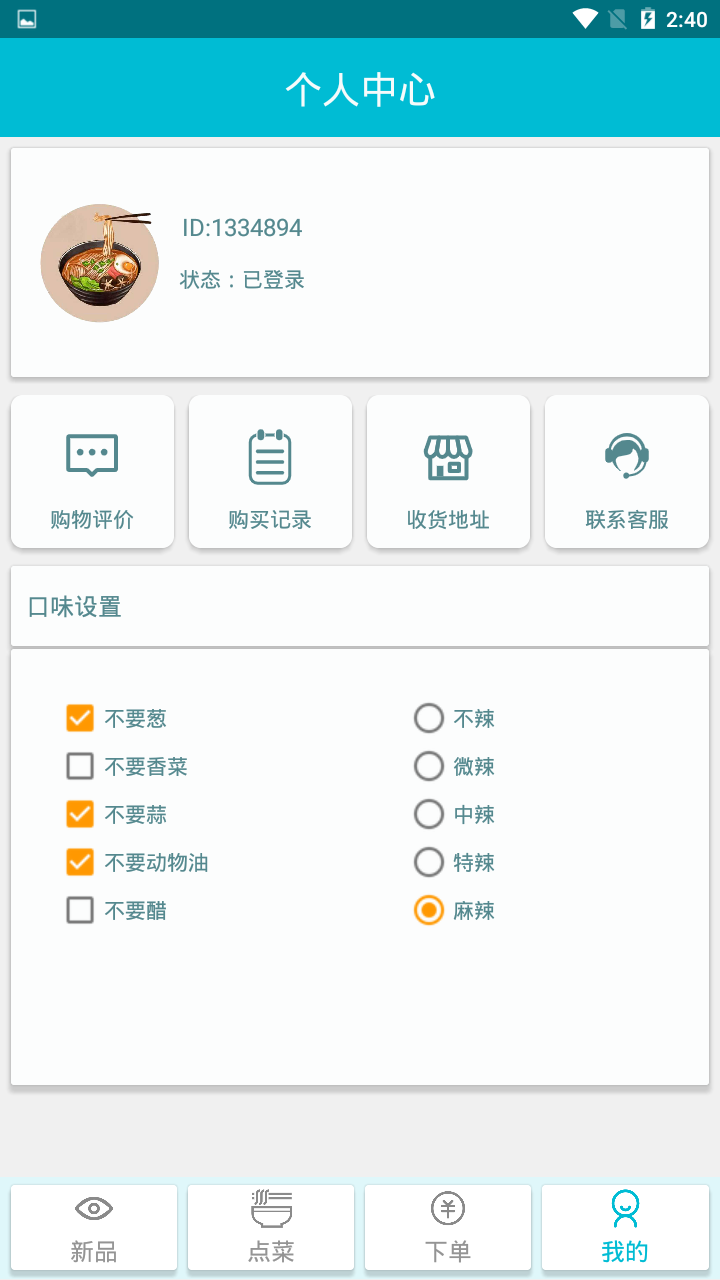 2:40
个人中心
ID:1334894
状态：已登录
购物评价 购买记录 收货地址 联系客服
口味设置
不要葱 不辣
不要香菜 微辣
不要蒜 中辣
不要动物油 特辣
不要醋 麻辣
新品 点菜 下单 我的